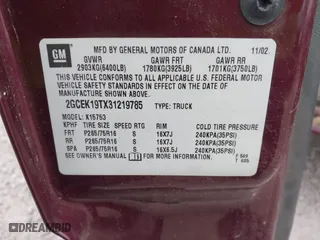 GM
MFD BY GENERAL MOTORS OF CANADA LTD. 11/02
GVWR GAWR FRT GAWR RR
2903KG(6400LB) 1780KG(3925LB) 1701KG(3750LB)
THIS VEHICLE CONFORMS TO ALL APPLICABLE U.S. FEDERAL MOTOR
VEHICLE SAFETY STANDARDS IN EFFECT ON THE DATE OF
MANUFACTURE SHOWN ABOVE.
2GCEK19TX31219785 TYPE: TRUCK
MODEL: K15753
KPHF TIRE SIZE SPEED RTG RIM COLD TIRE PRESSURE
FRT P265/75R16 S 16X7J 240KPA(35PSI)
RR P265/75R16 S 16X7J 240KPA(35PSI)
SPA P265/75R16 S 16X6.5J 240KPA(35PSI)
SEE OWNER'S MANUAL FOR MORE INFORMATION.
©AutoBidMaster